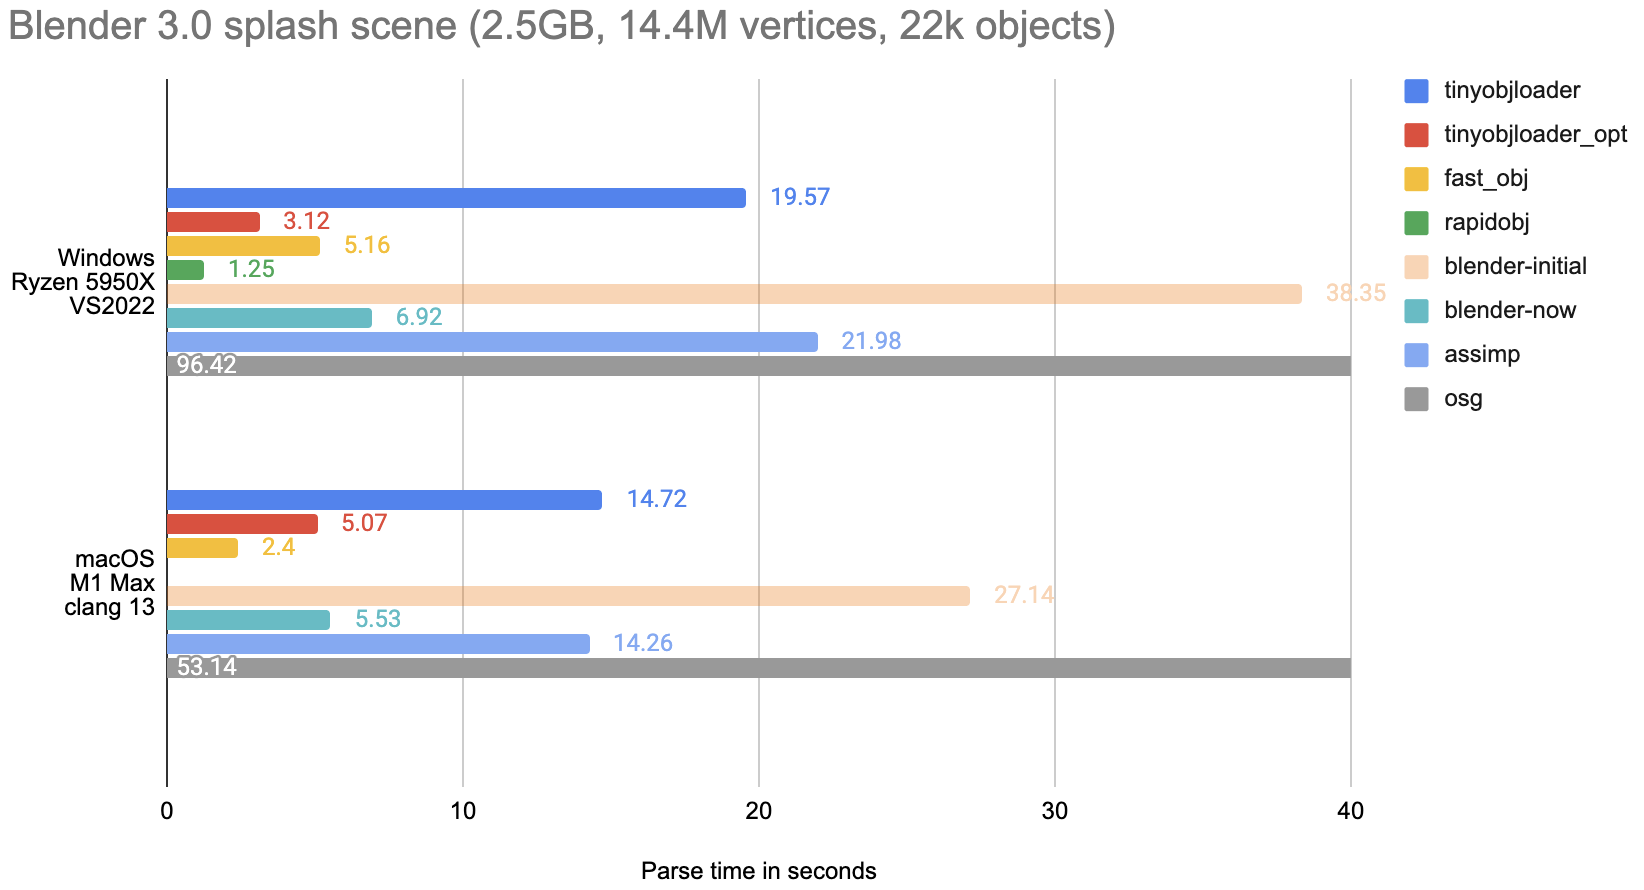 Blender 3.0 splash scene (2.5GB, 14.4M vertices, 22k objects)
tinyobjloader
tinyobjloader_opt
fast_obj
rapidobj
blender-initial
blender-now
assimp
osg
Windows
Ryzen 5950X
VS2022
19.57
3.12
5.16
1.25
38.35
6.92
21.98
96.42
macOS
M1 Max
clang 13
14.72
5.07
2.4
27.14
5.53
14.26
53.14
0 10 20 30 40
Parse time in seconds